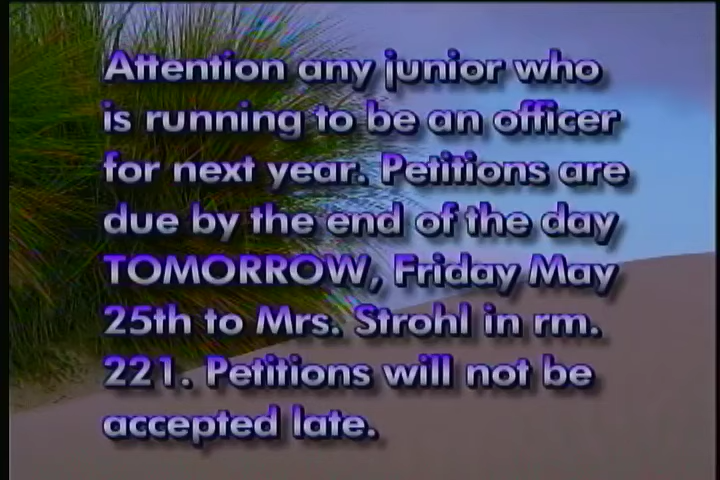 Attention any junior who
is running to be an officer
for next year. Petitions are
due by the end of the day
TOMORROW, Friday May
25th to Mrs. Strohl in rm.
221. Petitions will not be
accepted late.